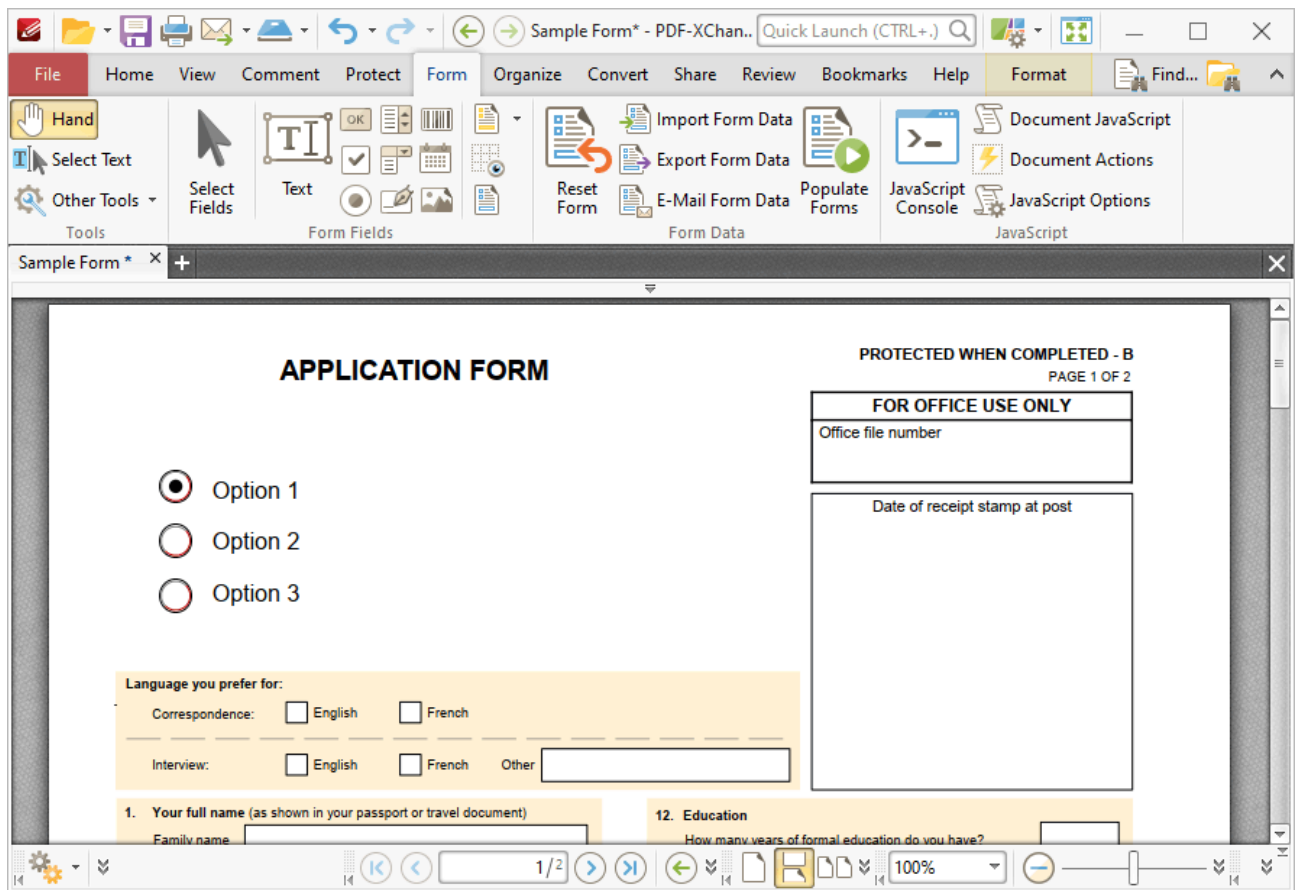 Sample Form* - PDF-XChan.. Quick Launch (CTRL+.)
File Home View Comment Protect Form Organize Convert Share Review Bookmarks Help Format Find...
Hand
Select Text
Other Tools
Tools
Select Fields
Text
OK
Form Fields
Reset Form
Import Form Data
Export Form Data
E-Mail Form Data
Populate Forms
Form Data
JavaScript Console
Document JavaScript
Document Actions
JavaScript Options
JavaScript
Sample Form *
APPLICATION FORM
PROTECTED WHEN COMPLETED - B
PAGE 1 OF 2
FOR OFFICE USE ONLY
Office file number
Date of receipt stamp at post
Option 1
Option 2
Option 3
Language you prefer for:
Correspondence: English French
Interview: English French Other
1. Your full name (as shown in your passport or travel document)
Family name
12. Education
How many years of formal education do you have?
1/2
100%